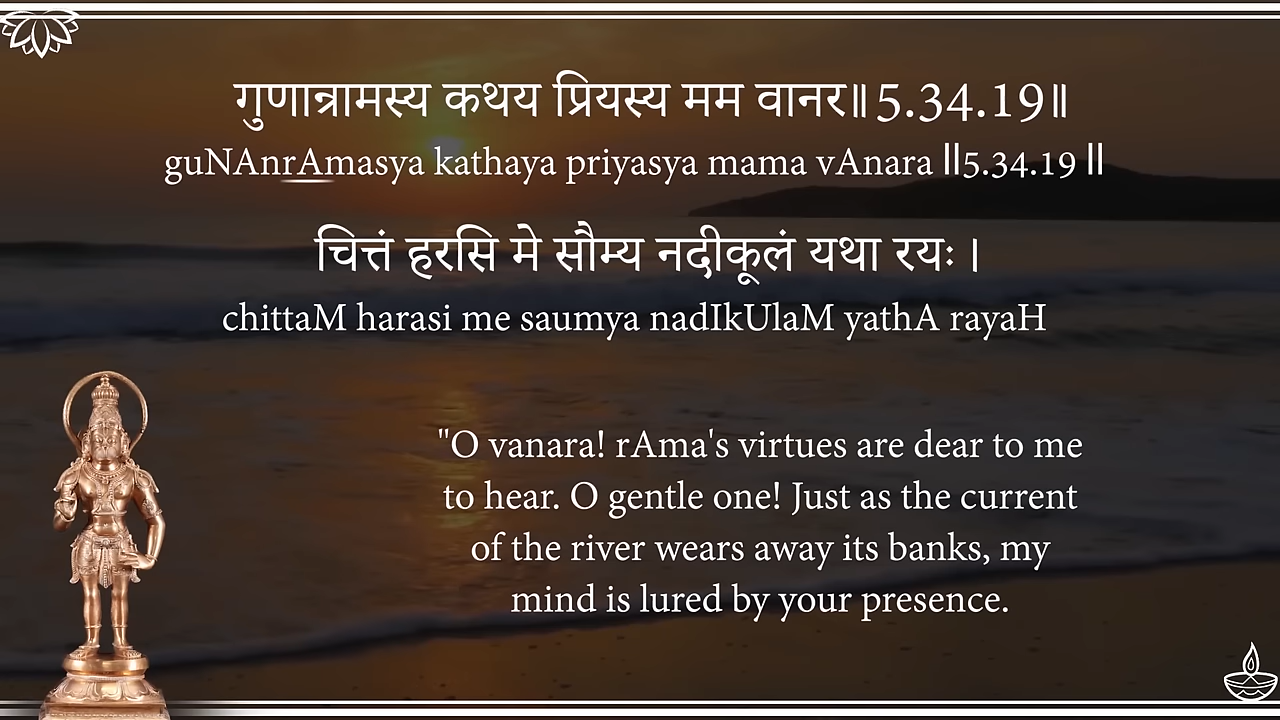 गुणान्रामस्य कथय प्रियस्य मम वानर॥5.34.19॥
guNAnrAmasya kathaya priyasya mama vAnara ||5.34.19 ||
चित्तं हरसि मे सौम्य नदीकूलं यथा रयः ।
chittaM harasi me saumya nadIkUlaM yathA rayaH
"O vanara! rAma's virtues are dear to me
to hear. O gentle one! Just as the current
of the river wears away its banks, my
mind is lured by your presence.